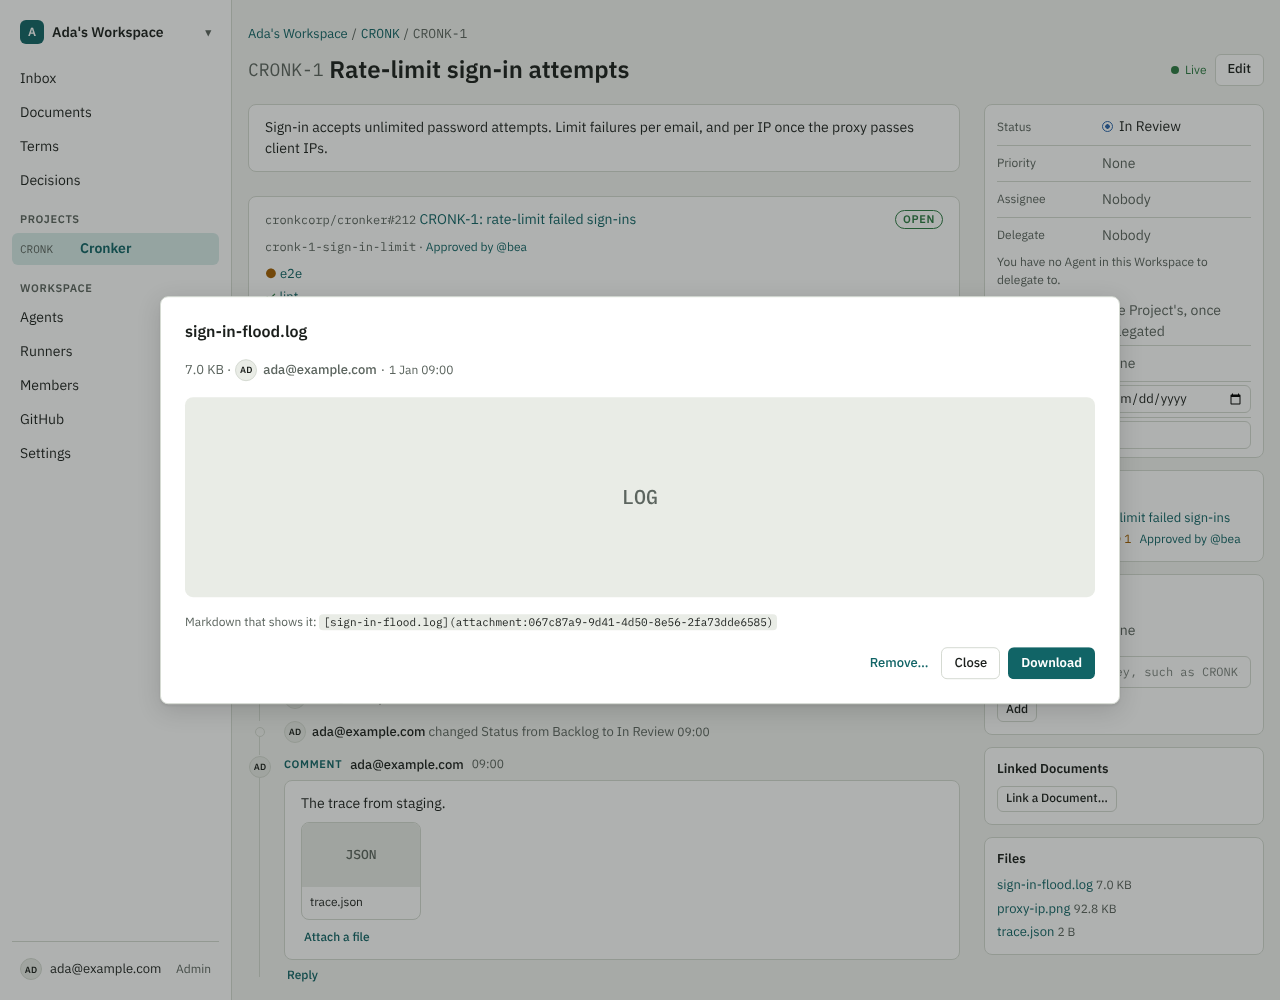 A Ada's Workspace ▾
Inbox
Documents
Terms
Decisions
PROJECTS
CRONK Cronker
WORKSPACE
Agents
Runners
Members
GitHub
Settings
AD ada@example.com Admin
Ada's Workspace / CRONK / CRONK-1
CRONK-1 Rate-limit sign-in attempts
Live Edit
Sign-in accepts unlimited password attempts. Limit failures per email, and per IP once the proxy passes
client IPs.
cronkcorp/cronker#212 CRONK-1: rate-limit failed sign-ins OPEN
cronk-1-sign-in-limit · Approved by @bea
e2e
✓ lint
sign-in-flood.log
7.0 KB · AD ada@example.com · 1 Jan 09:00
LOG
Markdown that shows it: [sign-in-flood.log](attachment:067c87a9-9d41-4d50-8e56-2fa73dde6585)
Remove… Close Download
AD ada@example.com changed Status from Backlog to In Review 09:00
AD COMMENT ada@example.com 09:00
The trace from staging.
JSON
trace.json
Attach a file
Reply
Status In Review
Priority None
Assignee Nobody
Delegate Nobody
You have no Agent in this Workspace to
delegate to.
Project's, once
legated
ne
m/dd/yyyy
limit failed sign-ins
1 Approved by @bea
ne
ey, such as CRONK
Add
Linked Documents
Link a Document…
Files
sign-in-flood.log 7.0 KB
proxy-ip.png 92.8 KB
trace.json 2 B